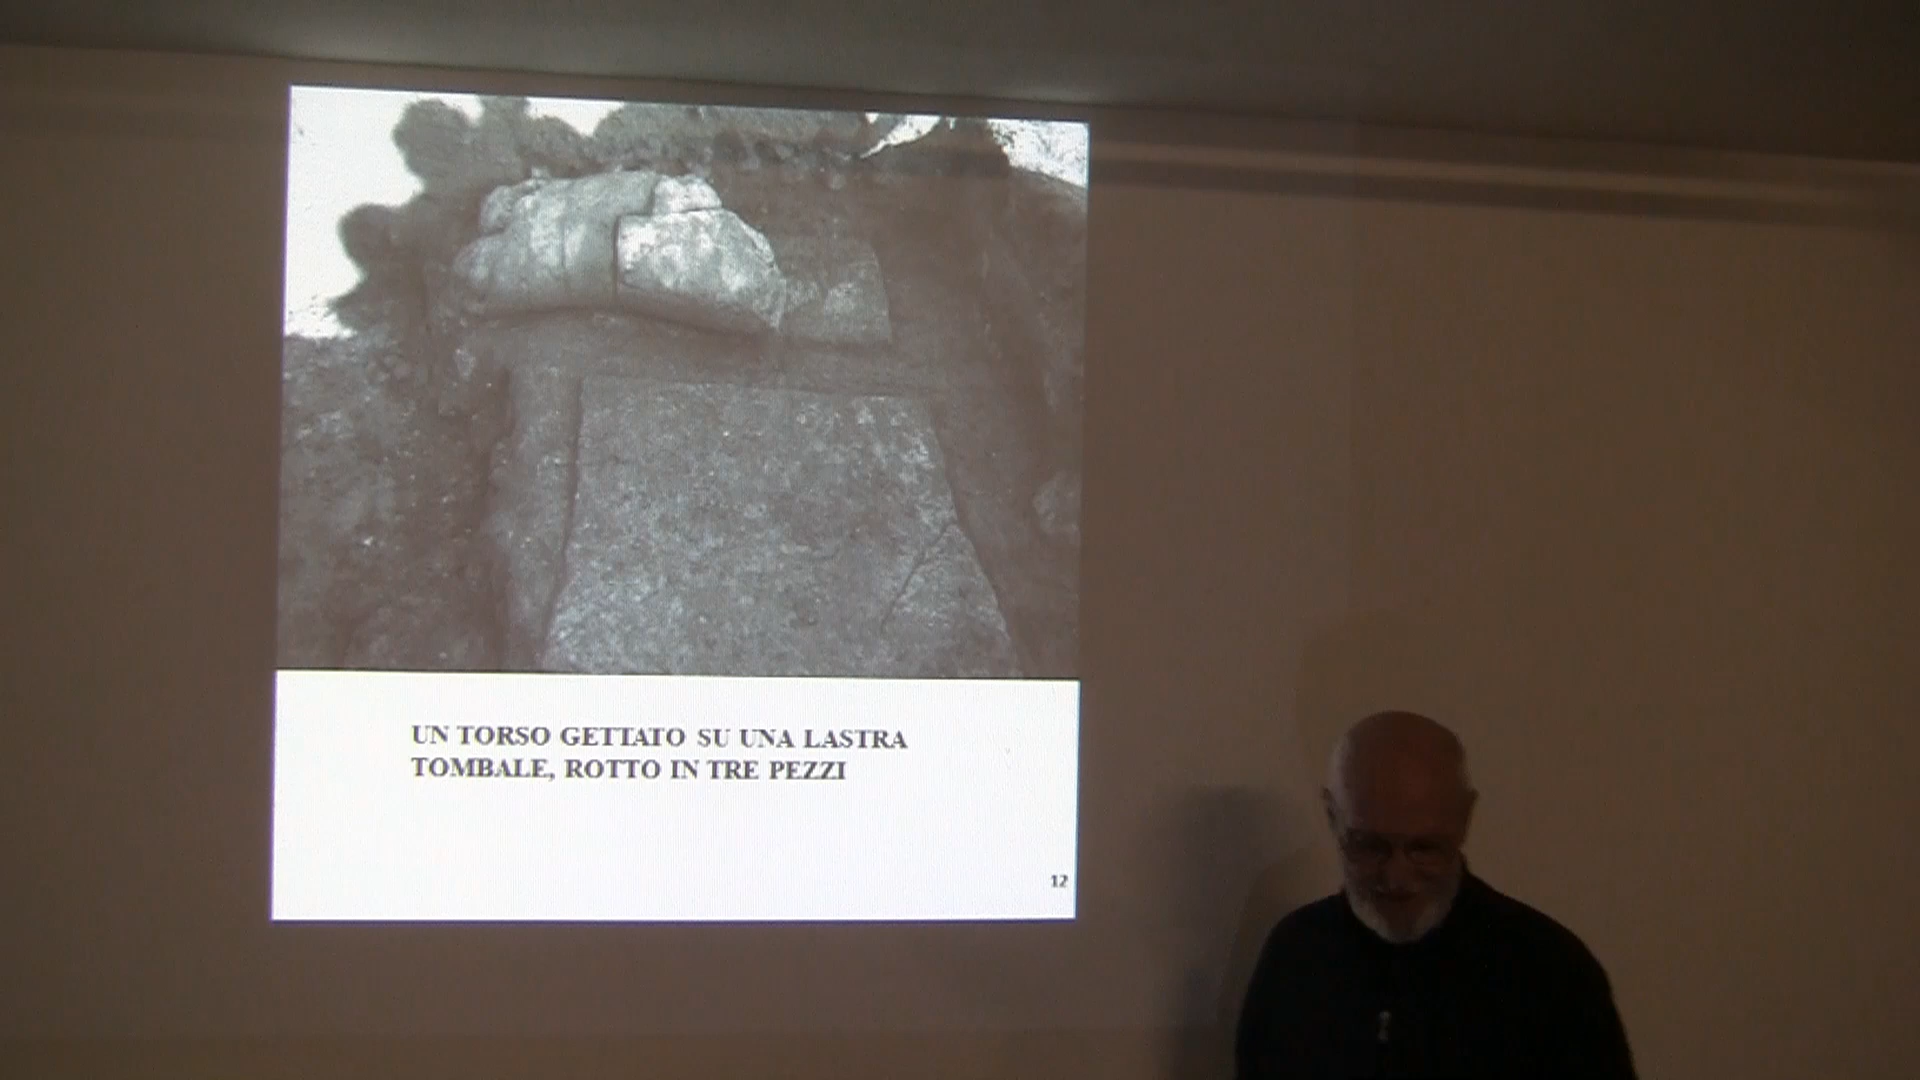 UN TORSO GETTATO SU UNA LASTRA
TOMBALE, ROTTO IN TRE PEZZI
12